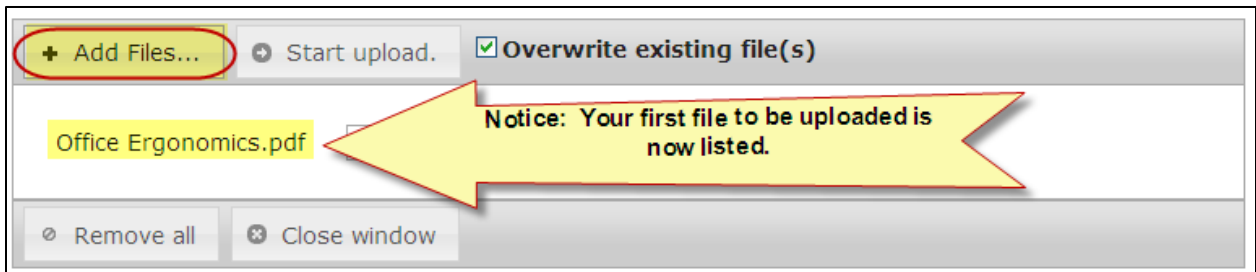 + Add Files... Start upload. Overwrite existing file(s)
Notice: Your first file to be uploaded is
now listed.
Office Ergonomics.pdf
Remove all Close window